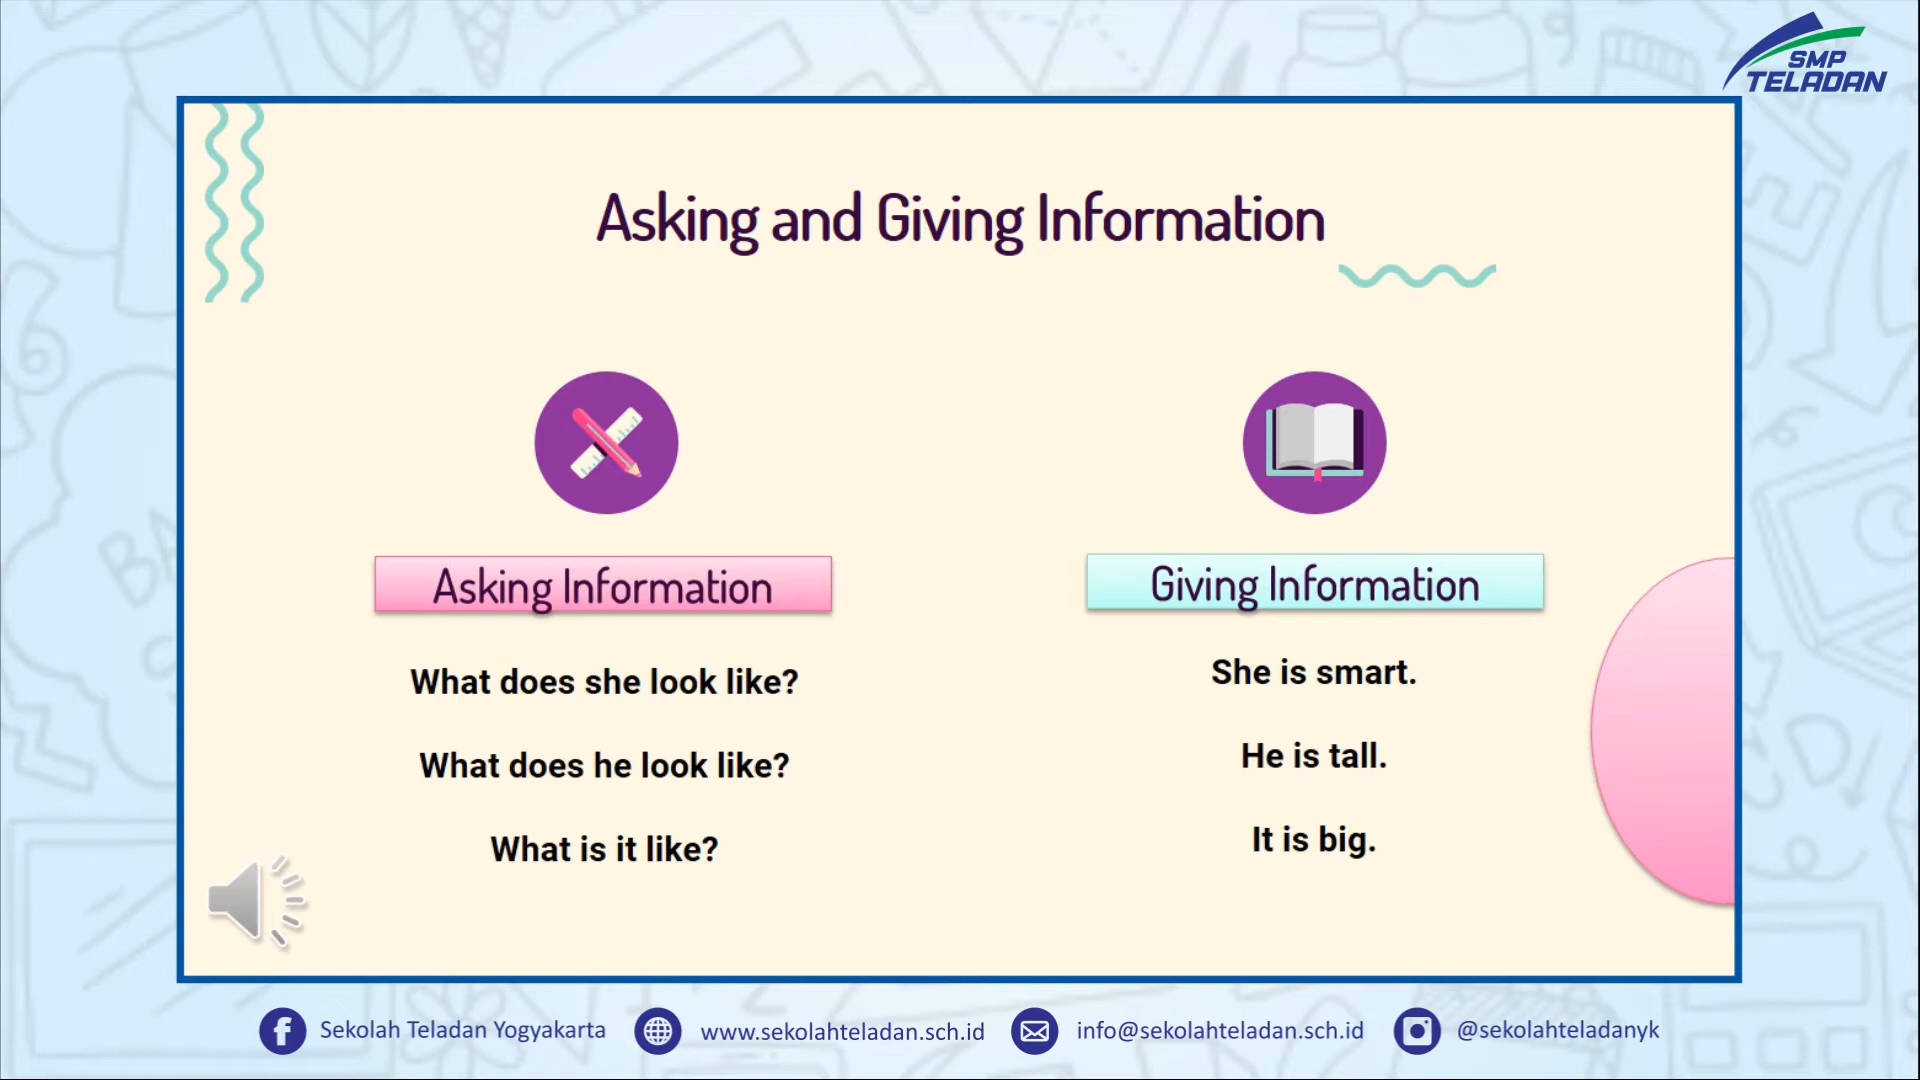 SMP
TELADAN
Asking and Giving Information
Asking Information
What does she look like?
What does he look like?
What is it like?
Giving Information
She is smart.
He is tall.
It is big.
Sekolah Teladan Yogyakarta
www.sekolahteladan.sch.id
info@sekolahteladan.sch.id
@sekolahteladanyk